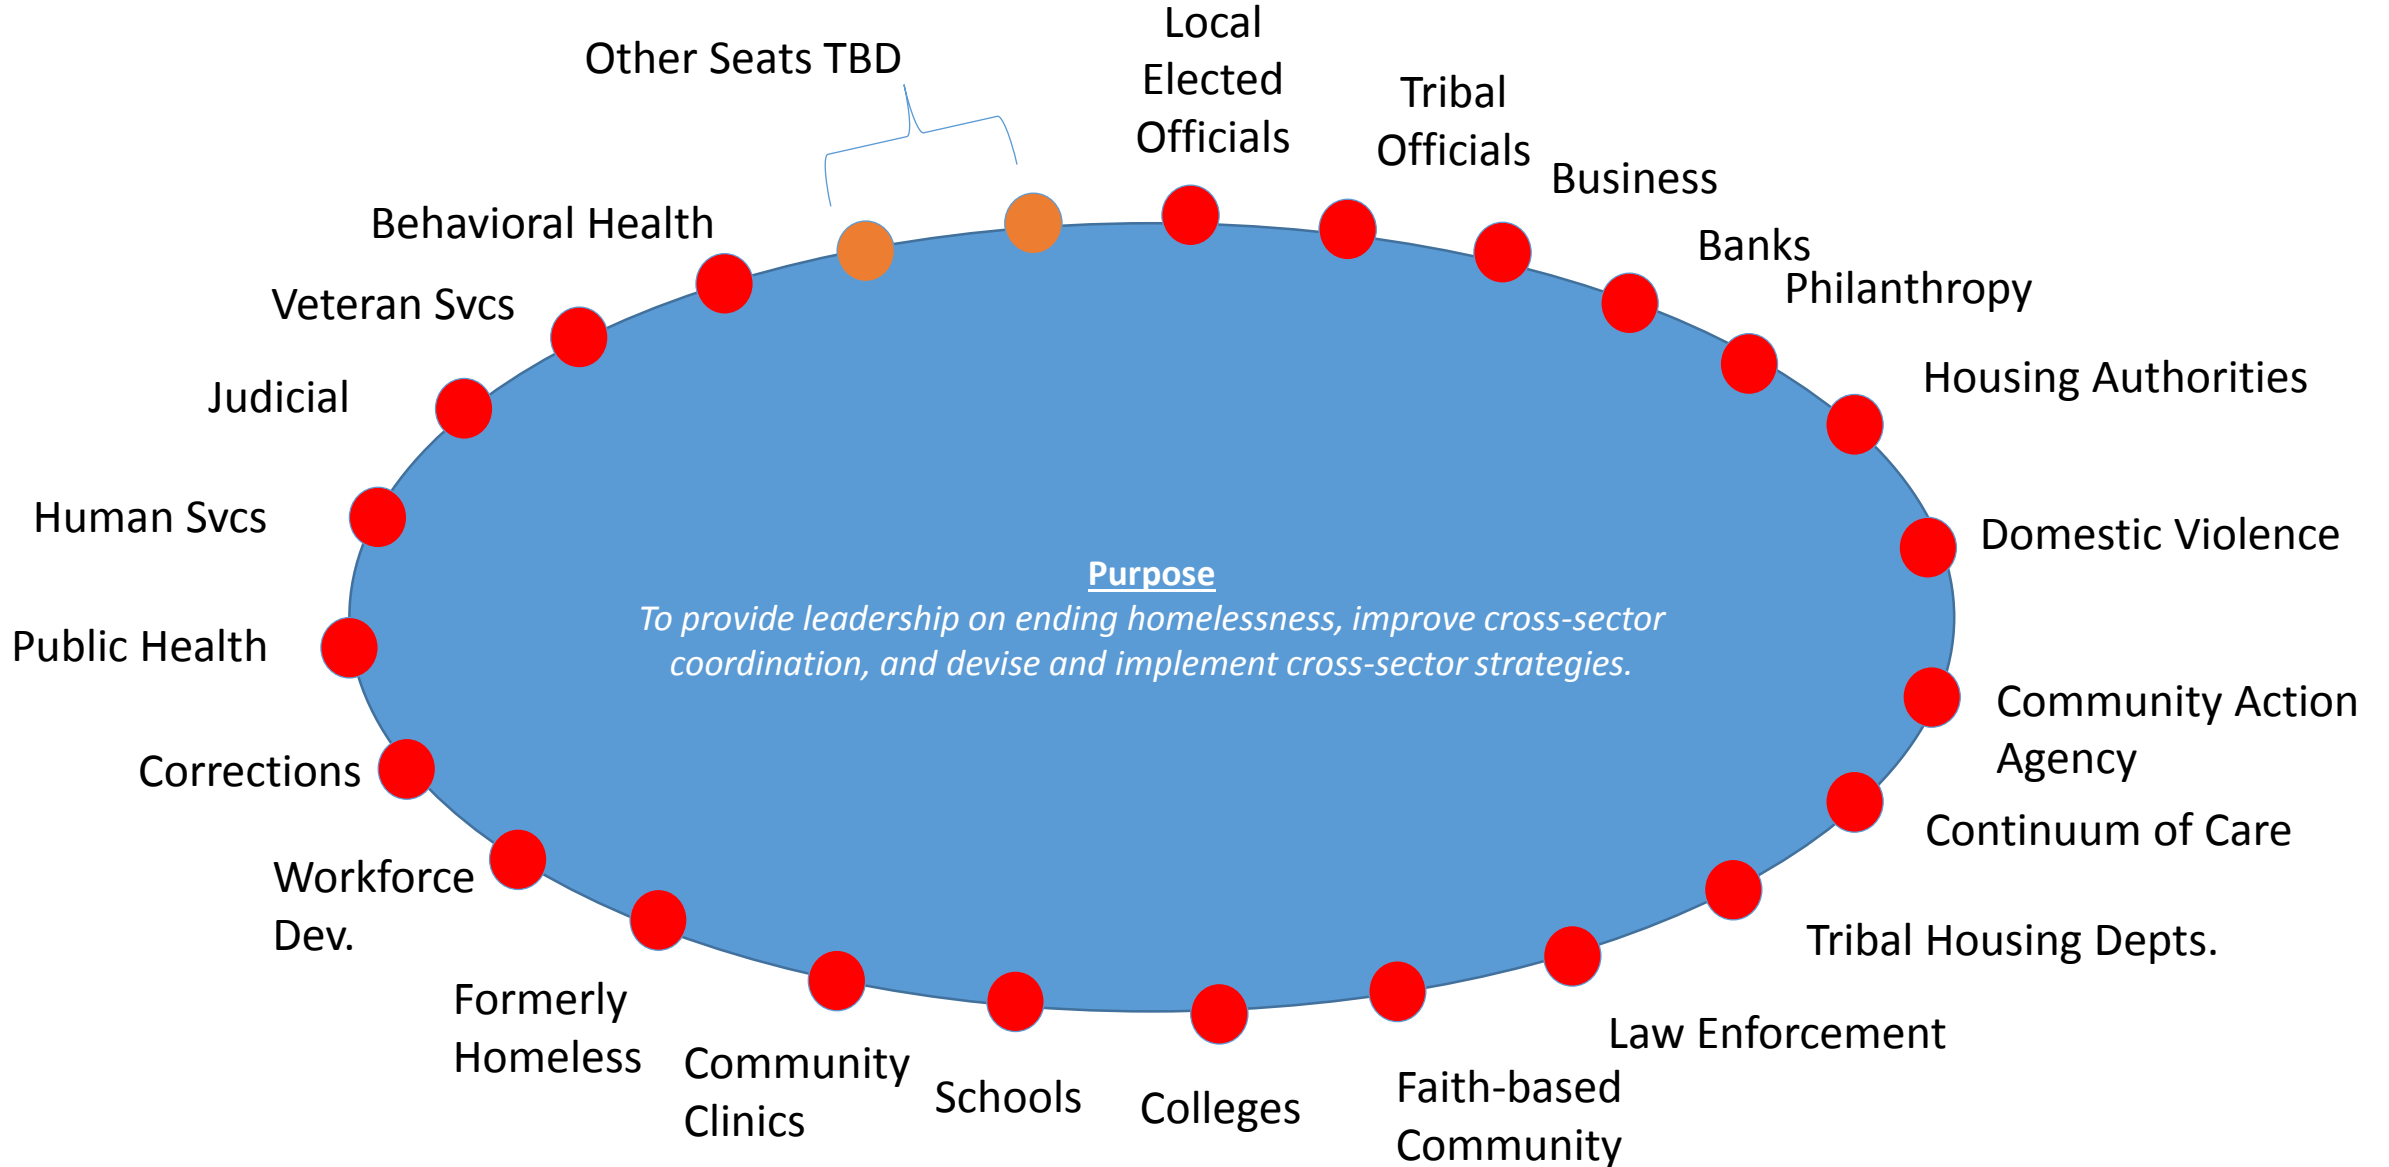 Other Seats TBD
Local
Elected
Officials
Tribal
Officials
Business
Banks
Philanthropy
Housing Authorities
Domestic Violence
Community Action
Agency
Continuum of Care
Tribal Housing Depts.
Law Enforcement
Faith-based
Community
Colleges
Schools
Community
Clinics
Formerly
Homeless
Workforce
Dev.
Corrections
Public Health
Human Svcs
Judicial
Veteran Svcs
Behavioral Health
Purpose
To provide leadership on ending homelessness, improve cross-sector
coordination, and devise and implement cross-sector strategies.